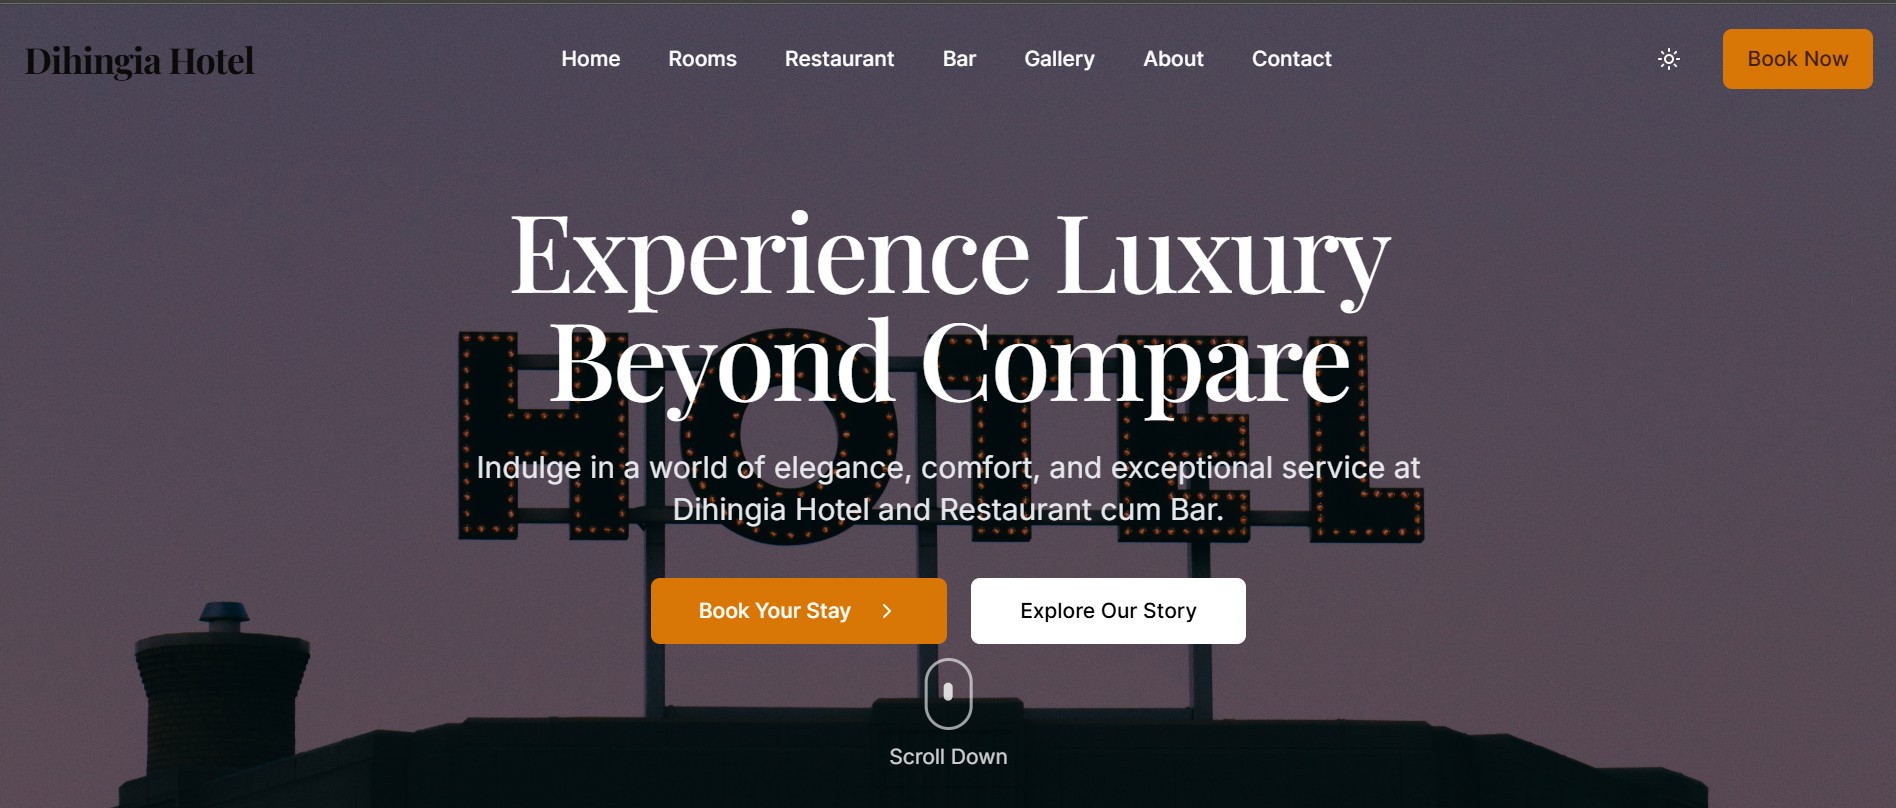 Dihingia Hotel
Home Rooms Restaurant Bar Gallery About Contact
Book Now
Experience Luxury
Beyond Compare
HOTEL
Indulge in a world of elegance, comfort, and exceptional service at
Dihingia Hotel and Restaurant cum Bar.
Book Your Stay
Explore Our Story
Scroll Down